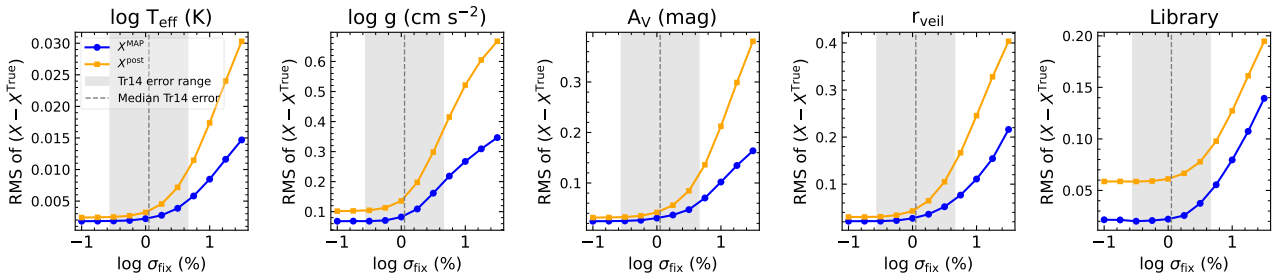 log T_eff (K)
RMS of (X − X^True)
0.030
0.025
0.020
0.015
0.010
0.005
X^MAP
X^post
Tr14 error range
Median Tr14 error
−1
0
1
log σ_fix (%)
log g (cm s^−2)
RMS of (X − X^True)
0.6
0.5
0.4
0.3
0.2
0.1
−1
0
1
log σ_fix (%)
A_V (mag)
RMS of (X − X^True)
0.3
0.2
0.1
−1
0
1
log σ_fix (%)
r_veil
RMS of (X − X^True)
0.4
0.3
0.2
0.1
−1
0
1
log σ_fix (%)
Library
RMS of (X − X^True)
0.20
0.15
0.10
0.05
−1
0
1
log σ_fix (%)